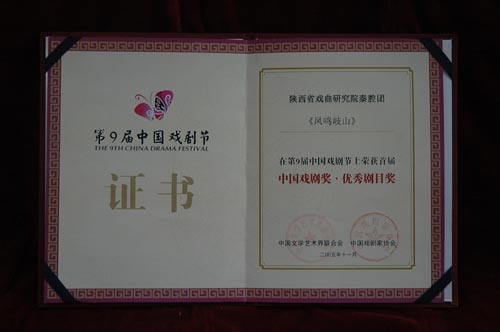 第9届中国戏剧节
THE 9TH CHINA DRAMA FESTIVAL
证书
陕西省戏曲研究院秦腔团
《凤鸣岐山》
在第9届中国戏剧节上荣获首届
中国戏剧奖·优秀剧目奖
中国文学艺术界联合会 中国戏剧家协会
二〇〇五年十一月